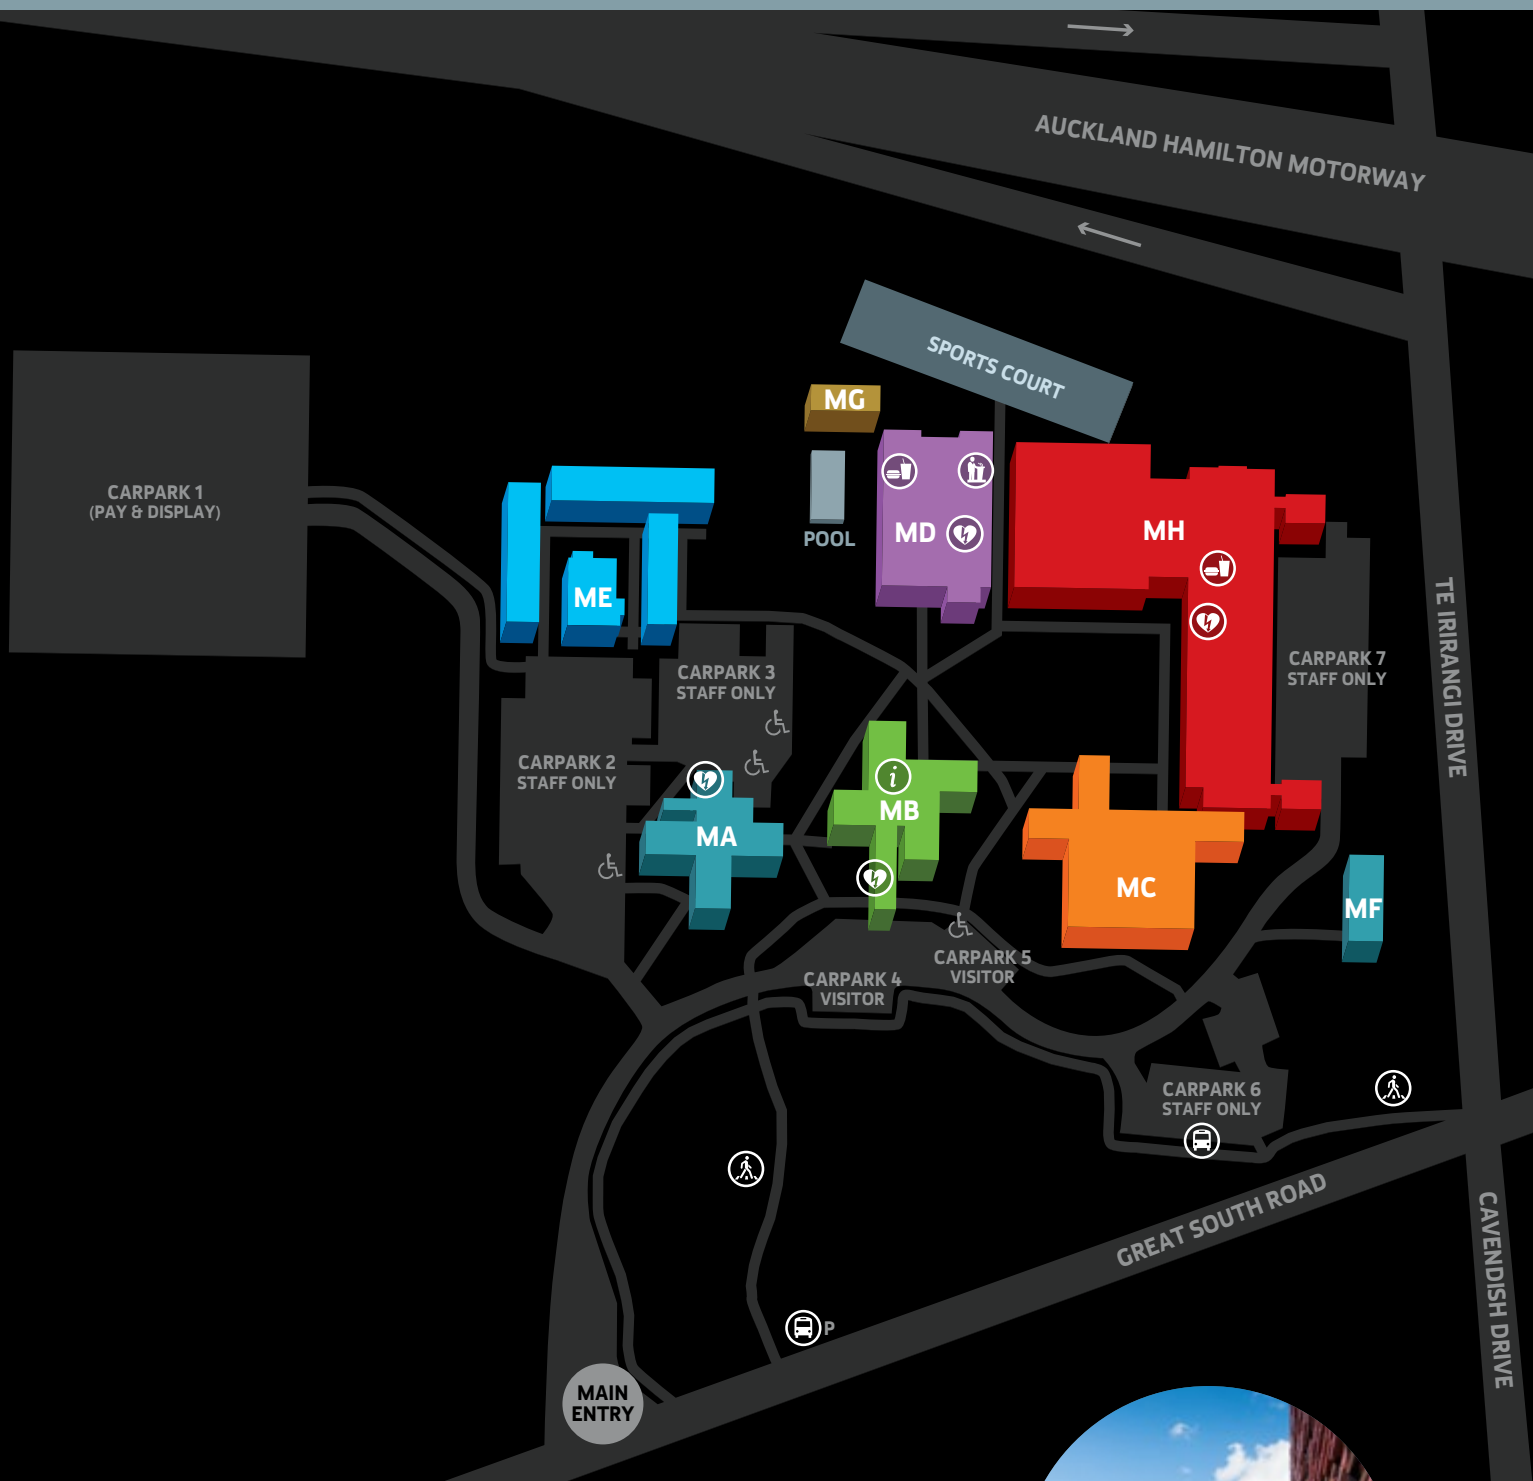 AUCKLAND HAMILTON MOTORWAY
SPORTS COURT
MG
CARPARK 1
(PAY & DISPLAY)
MD
MH
POOL
ME
TE IRIRANGI DRIVE
CARPARK 7
STAFF ONLY
CARPARK 3
STAFF ONLY
CARPARK 2
STAFF ONLY
i
MB
MA
MC
MF
CARPARK 5
VISITOR
CARPARK 4
VISITOR
CARPARK 6
STAFF ONLY
GREAT SOUTH ROAD
CAVENDISH DRIVE
P
MAIN
ENTRY